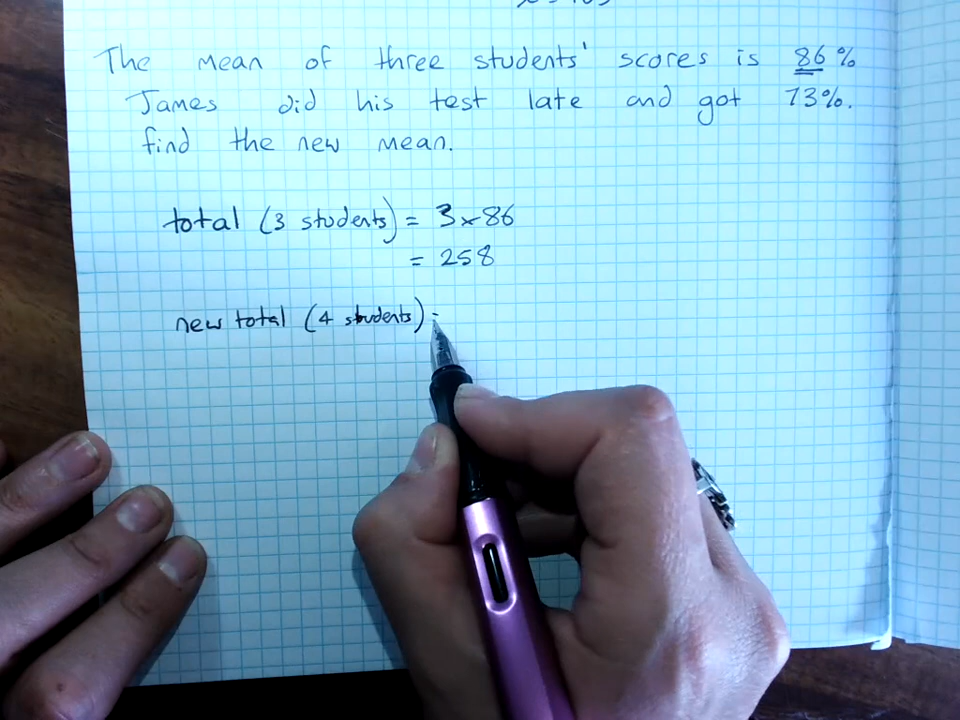 The mean of three students' scores is 86%
James did his test late and got 73%.
find the new mean.
total (3 students) = 3 × 86
= 258
new total (4 students) =